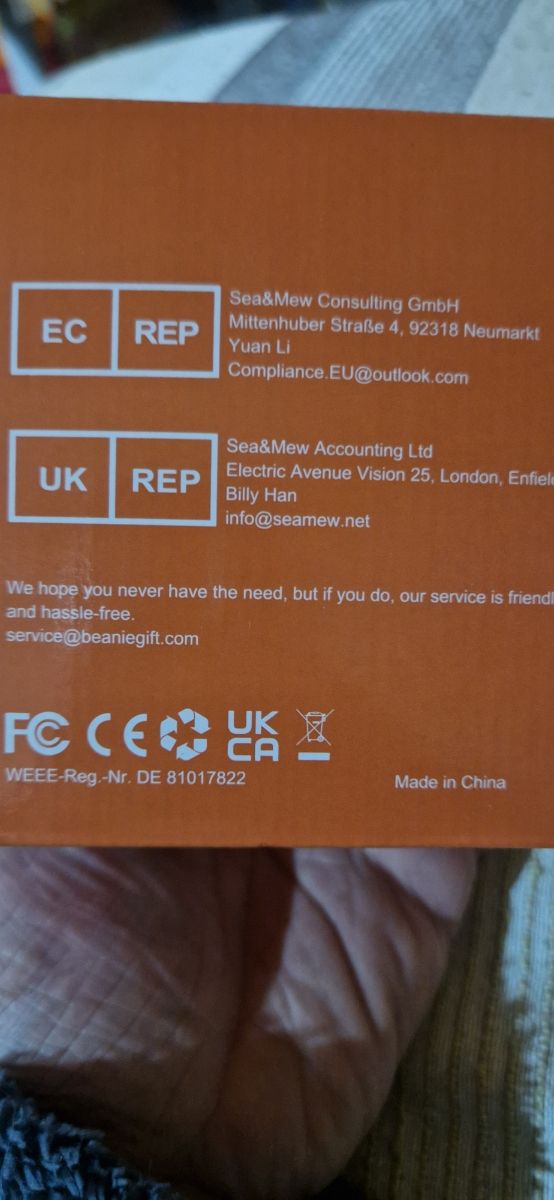 EC REP
Sea&Mew Consulting GmbH
Mittenhuber Straße 4, 92318 Neumarkt
Yuan Li
Compliance.EU@outlook.com
UK REP
Sea&Mew Accounting Ltd
Electric Avenue Vision 25, London,
Billy Han
info@seamew.net
We hope you never have the need, but if you do, our service is
and hassle-free.
service@beaniegift.com
FC CE UK
CA
WEEE-Reg.-Nr. DE 81017822
Made in China